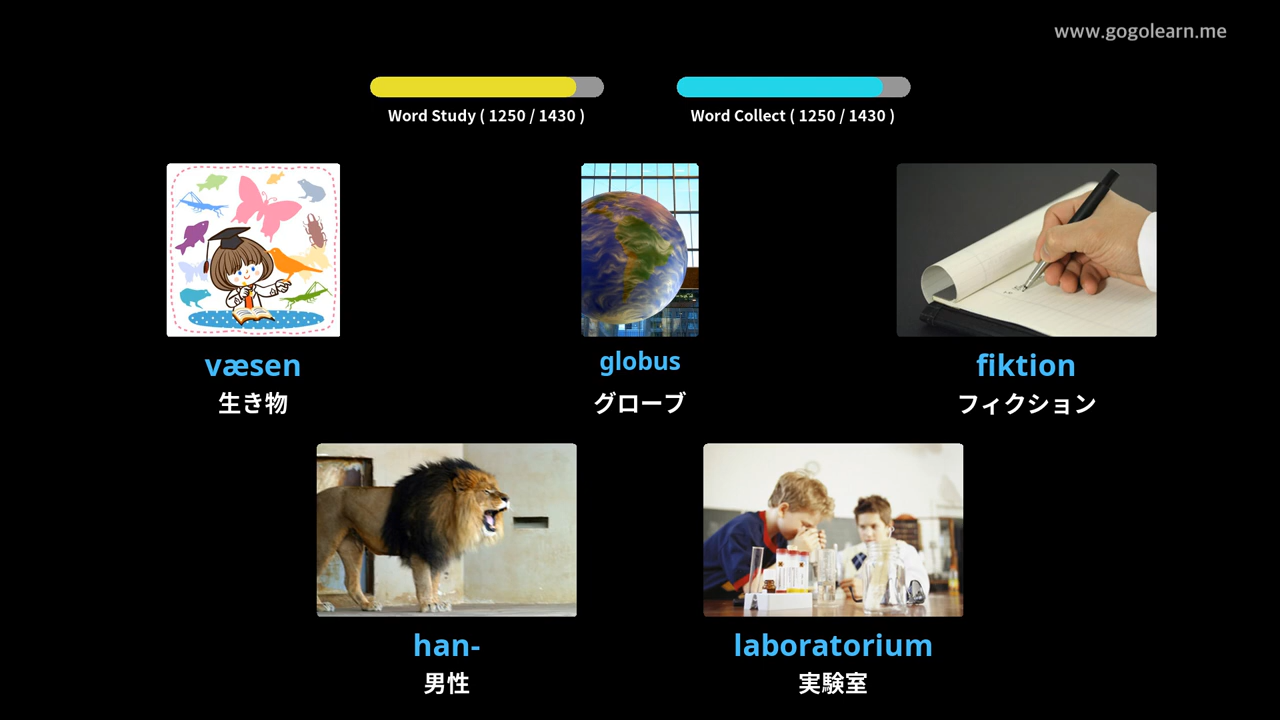 www.gogolearn.me
Word Study ( 1250 / 1430 )
Word Collect ( 1250 / 1430 )
væsen
生き物
globus
グローブ
fiktion
フィクション
han-
男性
laboratorium
実験室